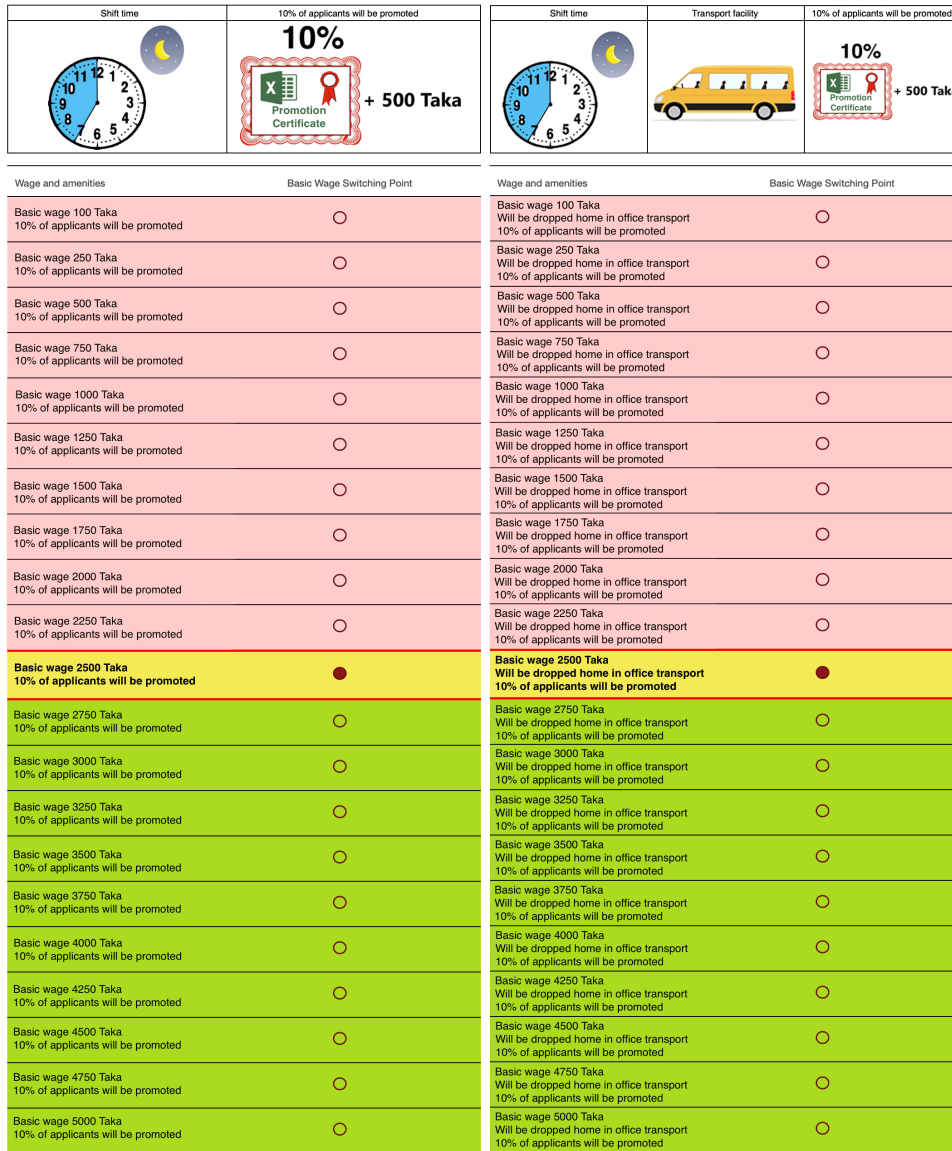 Shift time
10% of applicants will be promoted
12 1 2 3 4 5 6 7 8 9 10 11
10%
Promotion
Certificate
+ 500 Taka
Wage and amenities
Basic Wage Switching Point
Basic wage 100 Taka
10% of applicants will be promoted
Basic wage 250 Taka
10% of applicants will be promoted
Basic wage 500 Taka
10% of applicants will be promoted
Basic wage 750 Taka
10% of applicants will be promoted
Basic wage 1000 Taka
10% of applicants will be promoted
Basic wage 1250 Taka
10% of applicants will be promoted
Basic wage 1500 Taka
10% of applicants will be promoted
Basic wage 1750 Taka
10% of applicants will be promoted
Basic wage 2000 Taka
10% of applicants will be promoted
Basic wage 2250 Taka
10% of applicants will be promoted
Basic wage 2500 Taka
10% of applicants will be promoted
Basic wage 2750 Taka
10% of applicants will be promoted
Basic wage 3000 Taka
10% of applicants will be promoted
Basic wage 3250 Taka
10% of applicants will be promoted
Basic wage 3500 Taka
10% of applicants will be promoted
Basic wage 3750 Taka
10% of applicants will be promoted
Basic wage 4000 Taka
10% of applicants will be promoted
Basic wage 4250 Taka
10% of applicants will be promoted
Basic wage 4500 Taka
10% of applicants will be promoted
Basic wage 4750 Taka
10% of applicants will be promoted
Basic wage 5000 Taka
10% of applicants will be promoted
Shift time
Transport facility
10% of applicants will be promoted
12 1 2 3 4 5 6 7 8 9 10 11
10%
Promotion
Certificate
+ 500 Tak
Wage and amenities
Basic Wage Switching Point
Basic wage 100 Taka
Will be dropped home in office transport
10% of applicants will be promoted
Basic wage 250 Taka
Will be dropped home in office transport
10% of applicants will be promoted
Basic wage 500 Taka
Will be dropped home in office transport
10% of applicants will be promoted
Basic wage 750 Taka
Will be dropped home in office transport
10% of applicants will be promoted
Basic wage 1000 Taka
Will be dropped home in office transport
10% of applicants will be promoted
Basic wage 1250 Taka
Will be dropped home in office transport
10% of applicants will be promoted
Basic wage 1500 Taka
Will be dropped home in office transport
10% of applicants will be promoted
Basic wage 1750 Taka
Will be dropped home in office transport
10% of applicants will be promoted
Basic wage 2000 Taka
Will be dropped home in office transport
10% of applicants will be promoted
Basic wage 2250 Taka
Will be dropped home in office transport
10% of applicants will be promoted
Basic wage 2500 Taka
Will be dropped home in office transport
10% of applicants will be promoted
Basic wage 2750 Taka
Will be dropped home in office transport
10% of applicants will be promoted
Basic wage 3000 Taka
Will be dropped home in office transport
10% of applicants will be promoted
Basic wage 3250 Taka
Will be dropped home in office transport
10% of applicants will be promoted
Basic wage 3500 Taka
Will be dropped home in office transport
10% of applicants will be promoted
Basic wage 3750 Taka
Will be dropped home in office transport
10% of applicants will be promoted
Basic wage 4000 Taka
Will be dropped home in office transport
10% of applicants will be promoted
Basic wage 4250 Taka
Will be dropped home in office transport
10% of applicants will be promoted
Basic wage 4500 Taka
Will be dropped home in office transport
10% of applicants will be promoted
Basic wage 4750 Taka
Will be dropped home in office transport
10% of applicants will be promoted
Basic wage 5000 Taka
Will be dropped home in office transport
10% of applicants will be promoted